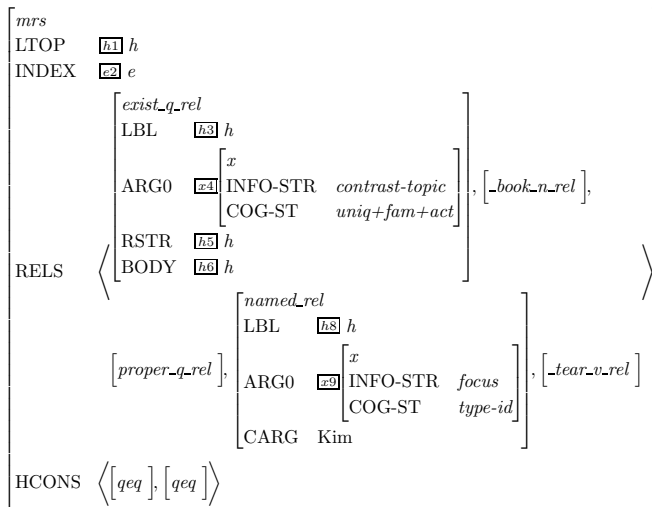 mrs
LTOP h1 h
INDEX e2 e
exist_q_rel
LBL h3 h
x
ARG0 x4 INFO-STR contrast-topic , [ _book_n_rel ],
COG-ST uniq+fam+act
RSTR h5 h
BODY h6 h
RELS ⟨ ⟩
named_rel
LBL h8 h
x
[ proper_q_rel ], ARG0 x9 INFO-STR focus , [ _tear_v_rel ]
COG-ST type-id
CARG Kim
HCONS ⟨[ qeq ], [ qeq ]⟩